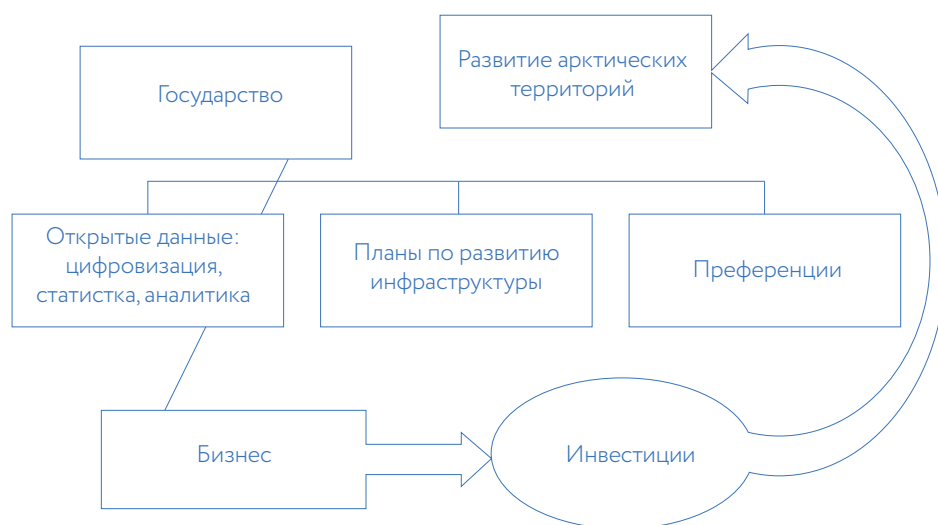 Государство
Развитие арктических
территорий
Открытые данные:
цифровизация,
статистка, аналитика
Планы по развитию
инфраструктуры
Преференции
Бизнес
Инвестиции